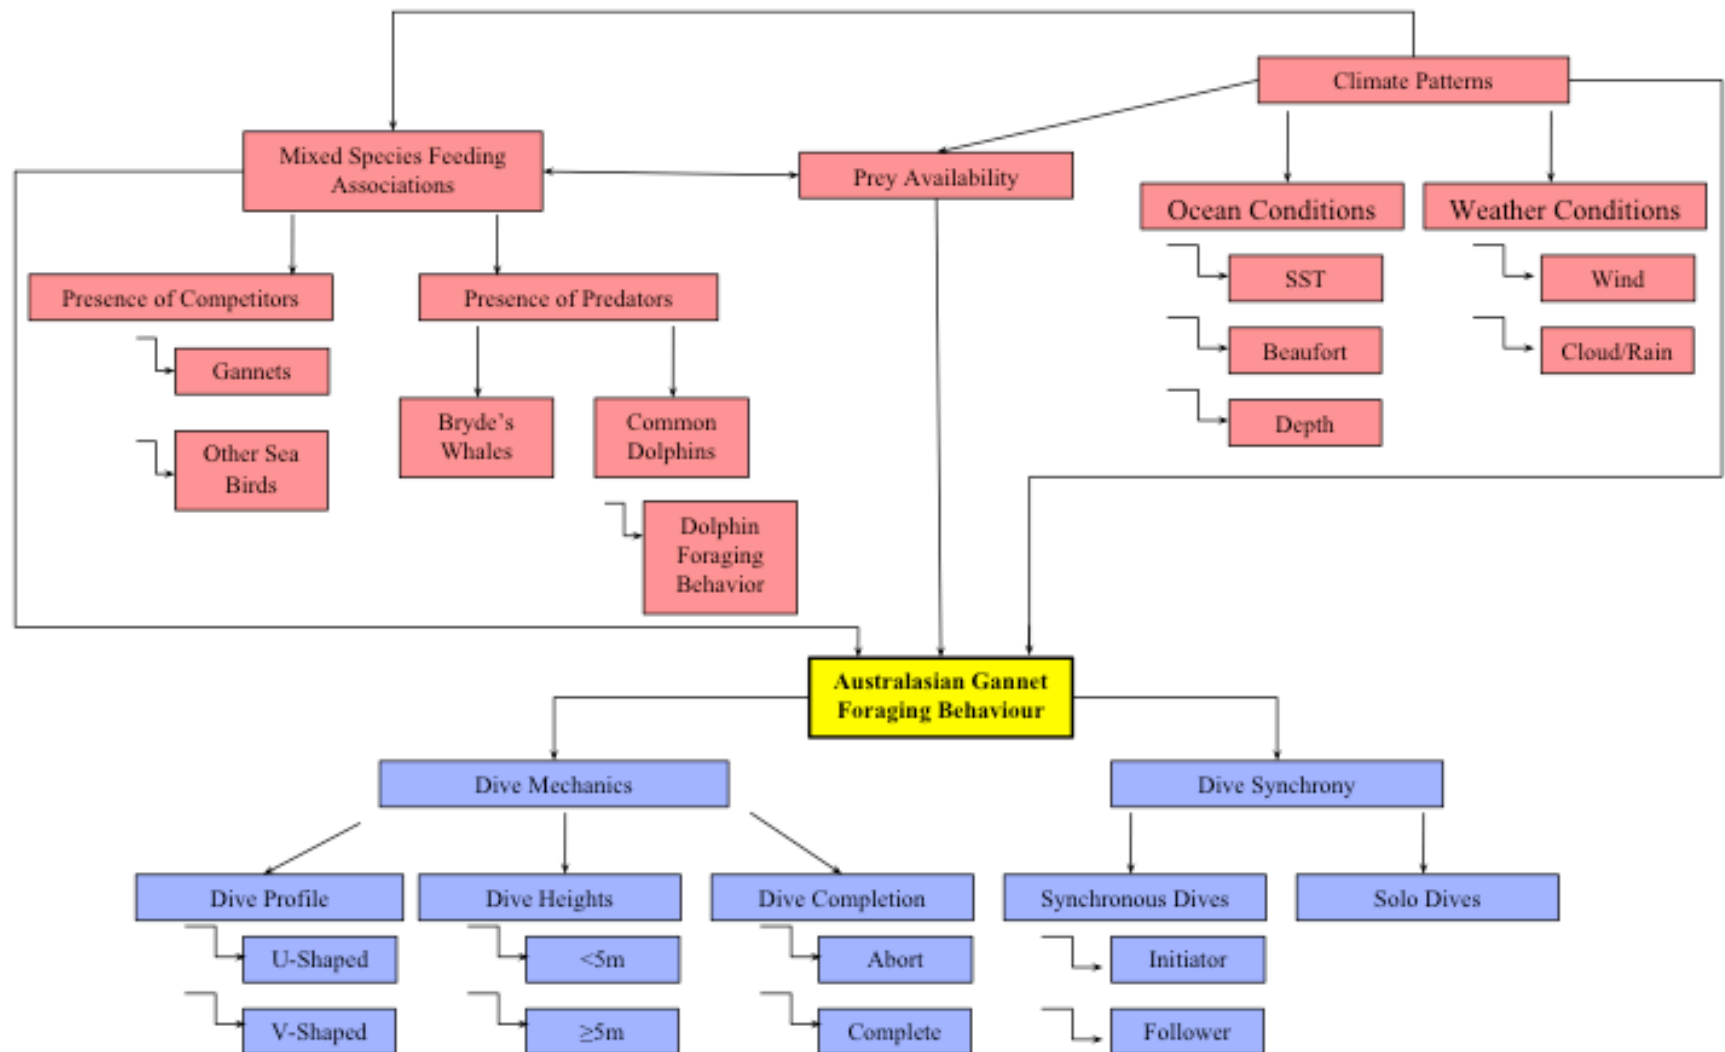 Climate Patterns
Mixed Species Feeding
Associations
Prey Availability
Ocean Conditions
Weather Conditions
SST
Wind
Presence of Competitors
Presence of Predators
Beaufort
Cloud/Rain
Gannets
Bryde's
Whales
Common
Dolphins
Depth
Other Sea
Birds
Dolphin
Foraging
Behavior
Australasian Gannet
Foraging Behaviour
Dive Mechanics
Dive Synchrony
Dive Profile
Dive Heights
Dive Completion
Synchronous Dives
Solo Dives
U-Shaped
<5m
Abort
Initiator
V-Shaped
≥5m
Complete
Follower